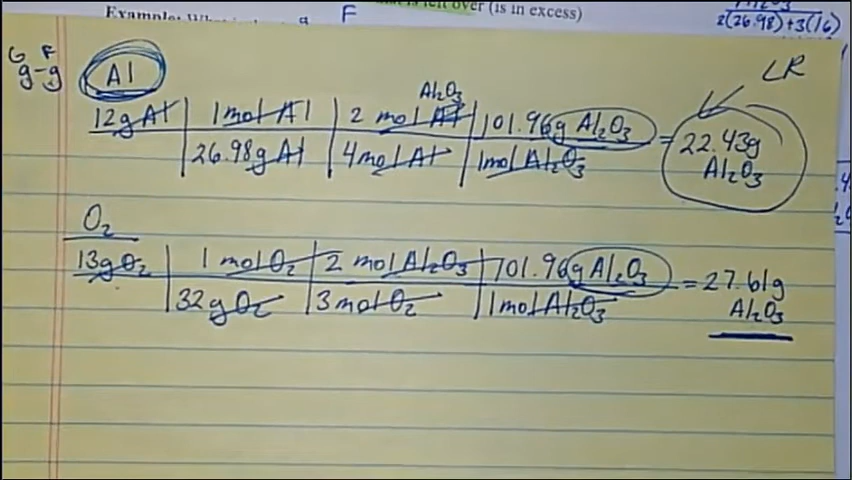 is left over (is in excess)
F
2(26.98)+3(16)
G F
g-g
Al
LR
Al₂O₃
12g Al | 1 mol Al | 2 mol Al | 101.96g Al₂O₃ = 22.43g
26.98g Al | 4 mol Al | 1 mol Al₂O₃ Al₂O₃
O₂
13g O₂ | 1 mol O₂ | 2 mol Al₂O₃ | 101.96g Al₂O₃ = 27.61g
32g O₂ | 3 mol O₂ | 1 mol Al₂O₃ Al₂O₃